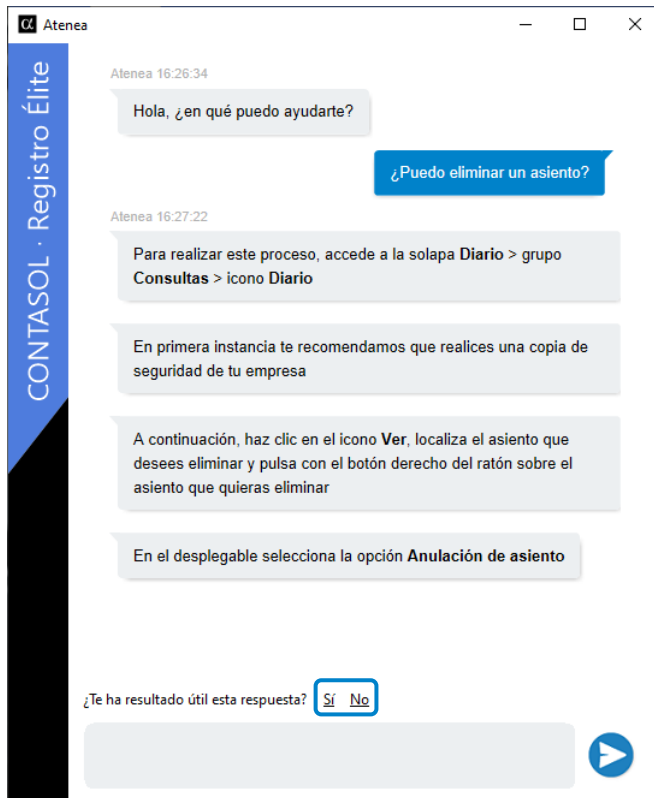 Atenea
CONTASOL · Registro Élite
Atenea 16:26:34
Hola, ¿en qué puedo ayudarte?
¿Puedo eliminar un asiento?
Atenea 16:27:22
Para realizar este proceso, accede a la solapa Diario > grupo
Consultas > icono Diario
En primera instancia te recomendamos que realices una copia de
seguridad de tu empresa
A continuación, haz clic en el icono Ver, localiza el asiento que
desees eliminar y pulsa con el botón derecho del ratón sobre el
asiento que quieras eliminar
En el desplegable selecciona la opción Anulación de asiento
¿Te ha resultado útil esta respuesta? Sí No